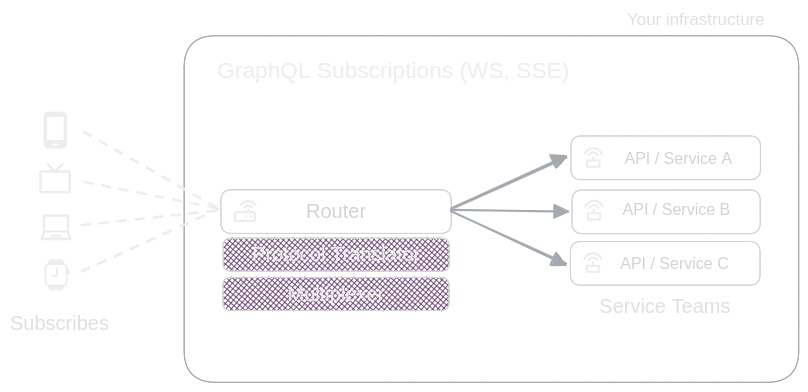 Your infrastructure
GraphQL Subscriptions (WS, SSE)
API / Service A
Router
API / Service B
Protocol Translator
API / Service C
Multiplexer
Service Teams
Subscribes